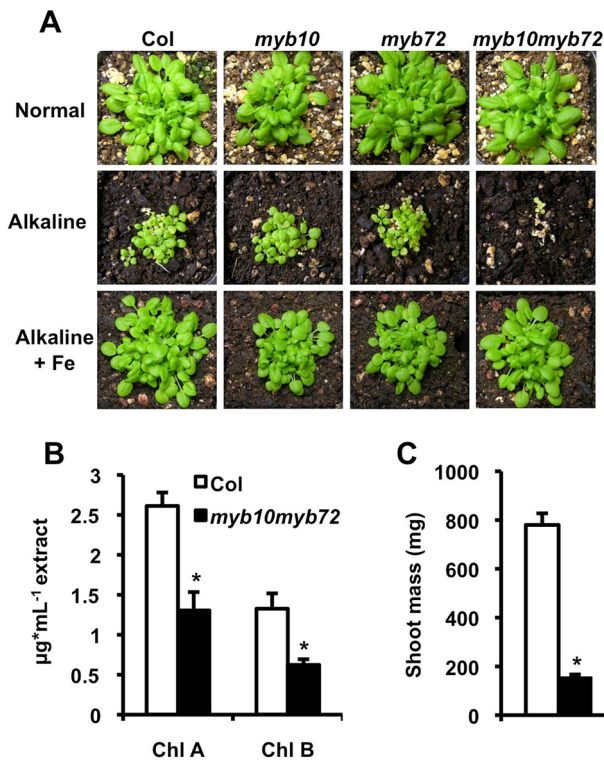 A
Col
myb10
myb72
myb10myb72
Normal
Alkaline
Alkaline
+ Fe
B
3
2.5
2
1.5
1
0.5
0
µg*mL⁻¹ extract
Col
myb10myb72
*
*
Chl A
Chl B
C
1000
800
600
400
200
0
Shoot mass (mg)
*